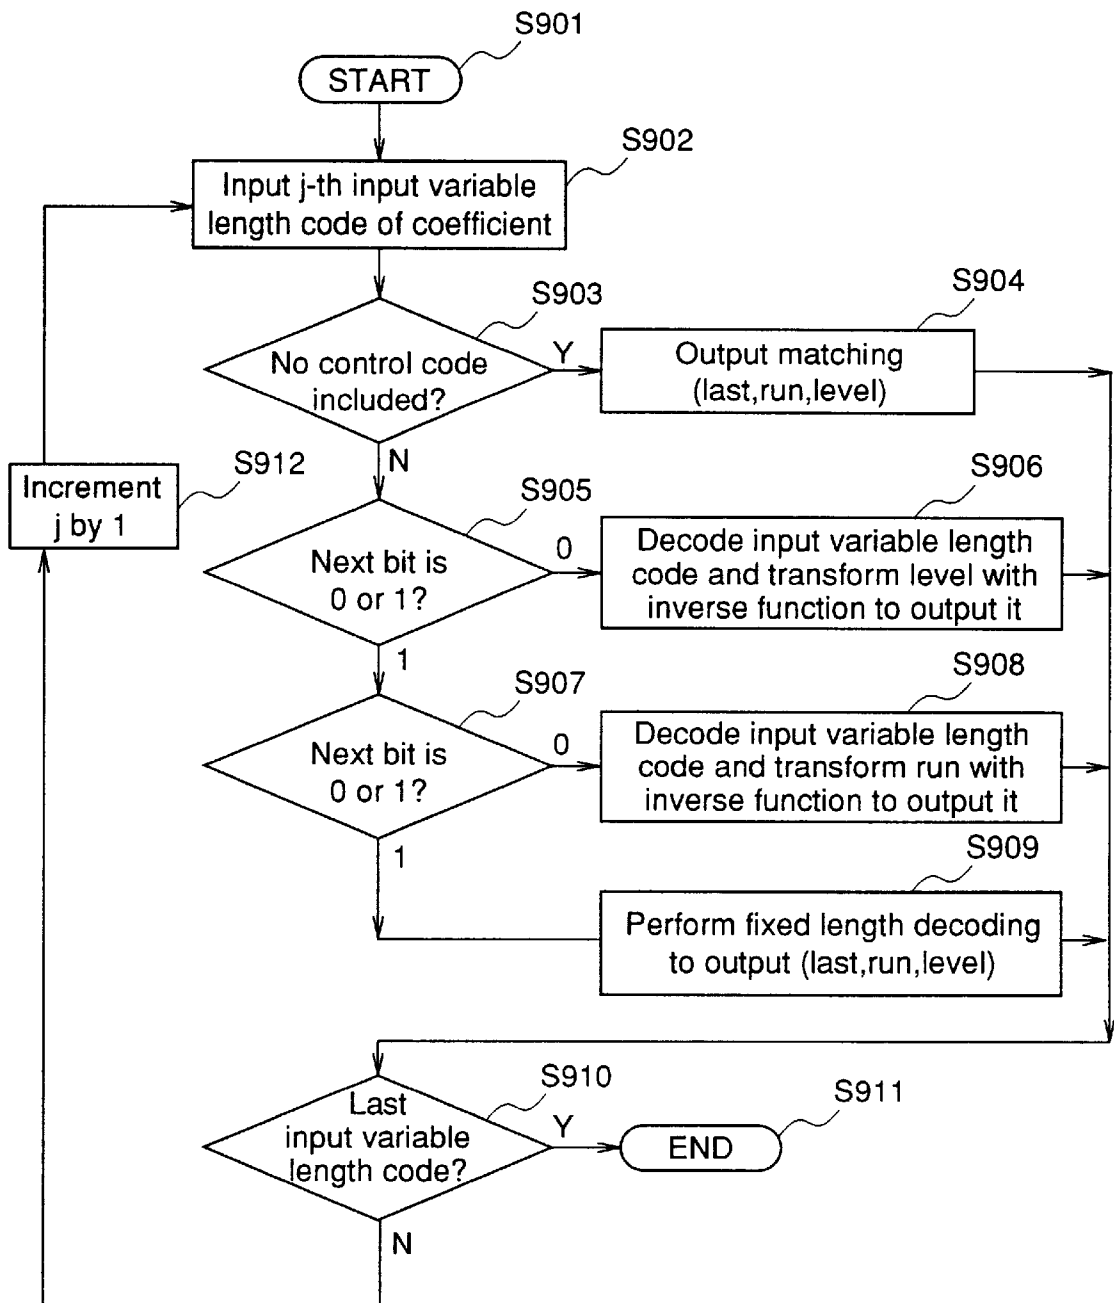 S901
START
S902
Input j-th input variable
length code of coefficient
S903
No control code
included?
Y
S904
Output matching
(last,run,level)
N
S912
Increment
j by 1
S905
Next bit is
0 or 1?
0
S906
Decode input variable length
code and transform level with
inverse function to output it
1
S907
Next bit is
0 or 1?
0
S908
Decode input variable length
code and transform run with
inverse function to output it
1
S909
Perform fixed length decoding
to output (last,run,level)
S910
Last
input variable
length code?
Y
S911
END
N